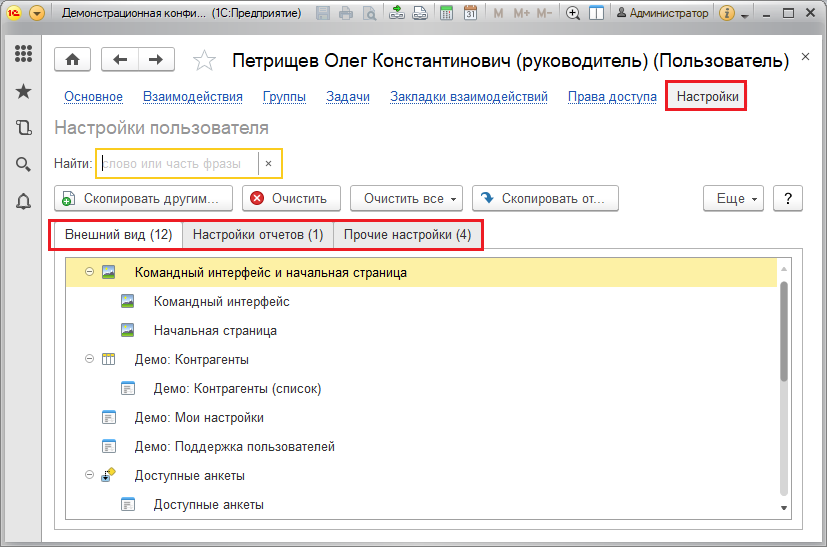 1С Демонстрационная конфи... (1С:Предприятие) 31 M M+ M− Администратор i
Петрищев Олег Константинович (руководитель) (Пользователь)
Основное Взаимодействия Группы Задачи Закладки взаимодействий Права доступа Настройки
Настройки пользователя
Найти: слово или часть фразы ×
Скопировать другим... Очистить Очистить все Скопировать от... Еще ?
Внешний вид (12) Настройки отчетов (1) Прочие настройки (4)
Командный интерфейс и начальная страница
Командный интерфейс
Начальная страница
Демо: Контрагенты
Демо: Контрагенты (список)
Демо: Мои настройки
Демо: Поддержка пользователей
Доступные анкеты
Доступные анкеты